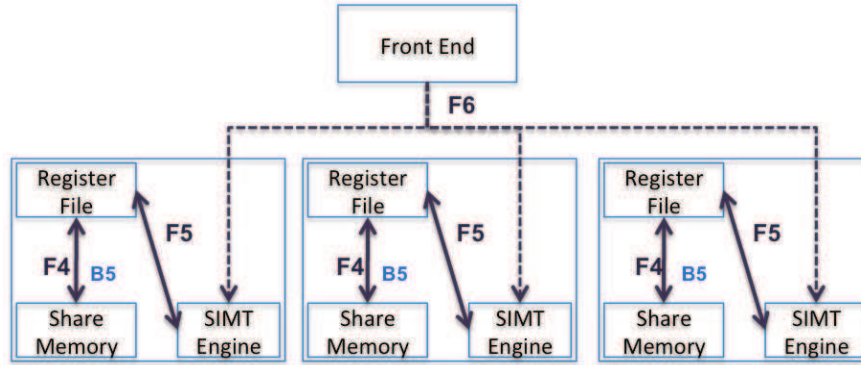 Front End
F6
Register
File
F5
F4
B5
Share
Memory
SIMT
Engine
Register
File
F5
F4
B5
Share
Memory
SIMT
Engine
Register
File
F5
F4
B5
Share
Memory
SIMT
Engine